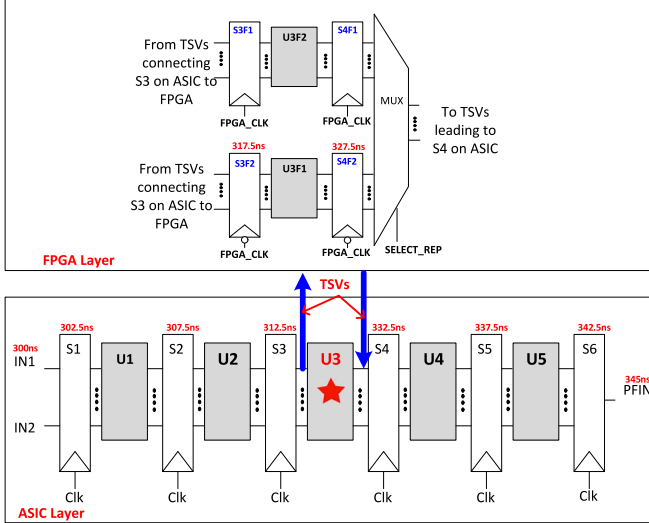 S3F1
U3F2
S4F1
From TSVs
connecting
S3 on ASIC to
FPGA
FPGA_CLK
FPGA_CLK
MUX
To TSVs
leading to
S4 on ASIC
317.5ns
327.5ns
S3F2
U3F1
S4F2
From TSVs
connecting
S3 on ASIC to
FPGA
FPGA_CLK
FPGA_CLK
SELECT_REP
FPGA Layer
TSVs
302.5ns
307.5ns
312.5ns
332.5ns
337.5ns
342.5ns
300ns
IN1
S1
U1
S2
U2
S3
U3
S4
U4
S5
U5
S6
345ns
PFIN
IN2
Clk
Clk
Clk
Clk
Clk
Clk
ASIC Layer